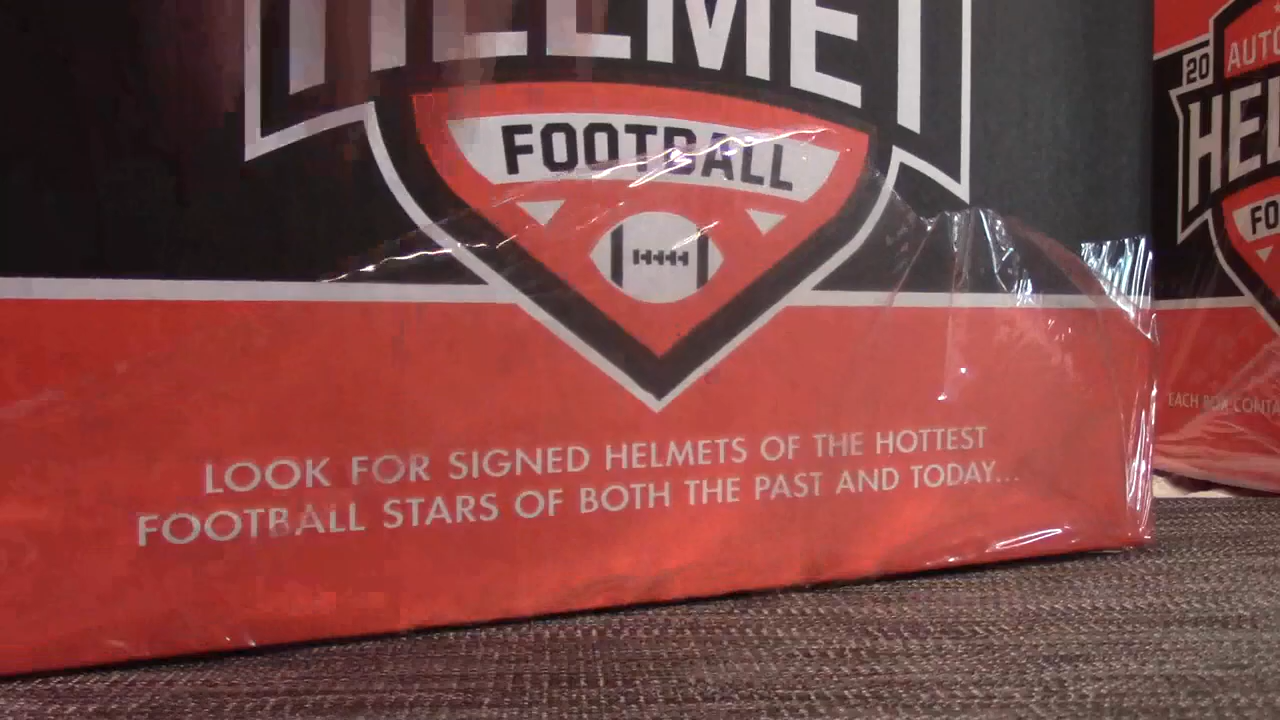 HELMET
FOOTBALL
LOOK FOR SIGNED HELMETS OF THE HOTTEST
FOOTBALL STARS OF BOTH THE PAST AND TODAY...
20
AUTO
HEL
FO
EACH BOX CONTA